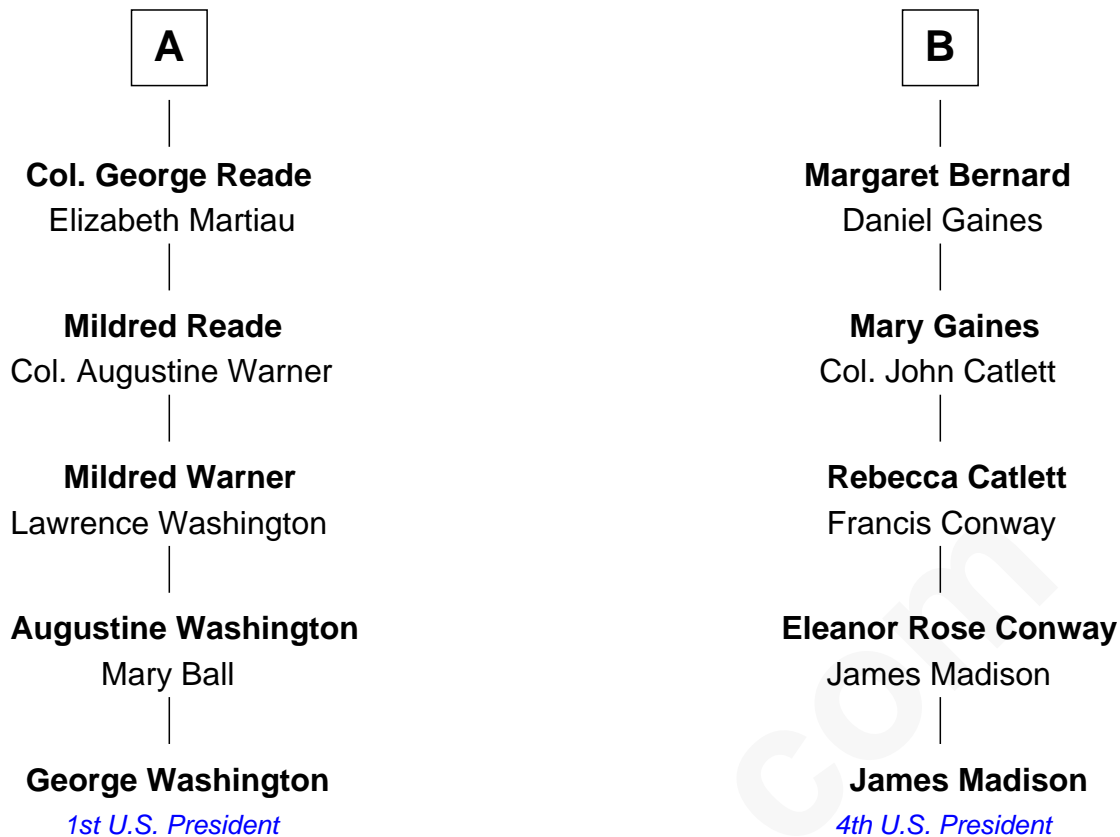 A
Col. George Reade
Elizabeth Martiau
Mildred Reade
Col. Augustine Warner
Mildred Warner
Lawrence Washington
Augustine Washington
Mary Ball
George Washington
1st U.S. President
B
Margaret Bernard
Daniel Gaines
Mary Gaines
Col. John Catlett
Rebecca Catlett
Francis Conway
Eleanor Rose Conway
James Madison
James Madison
4th U.S. President
com